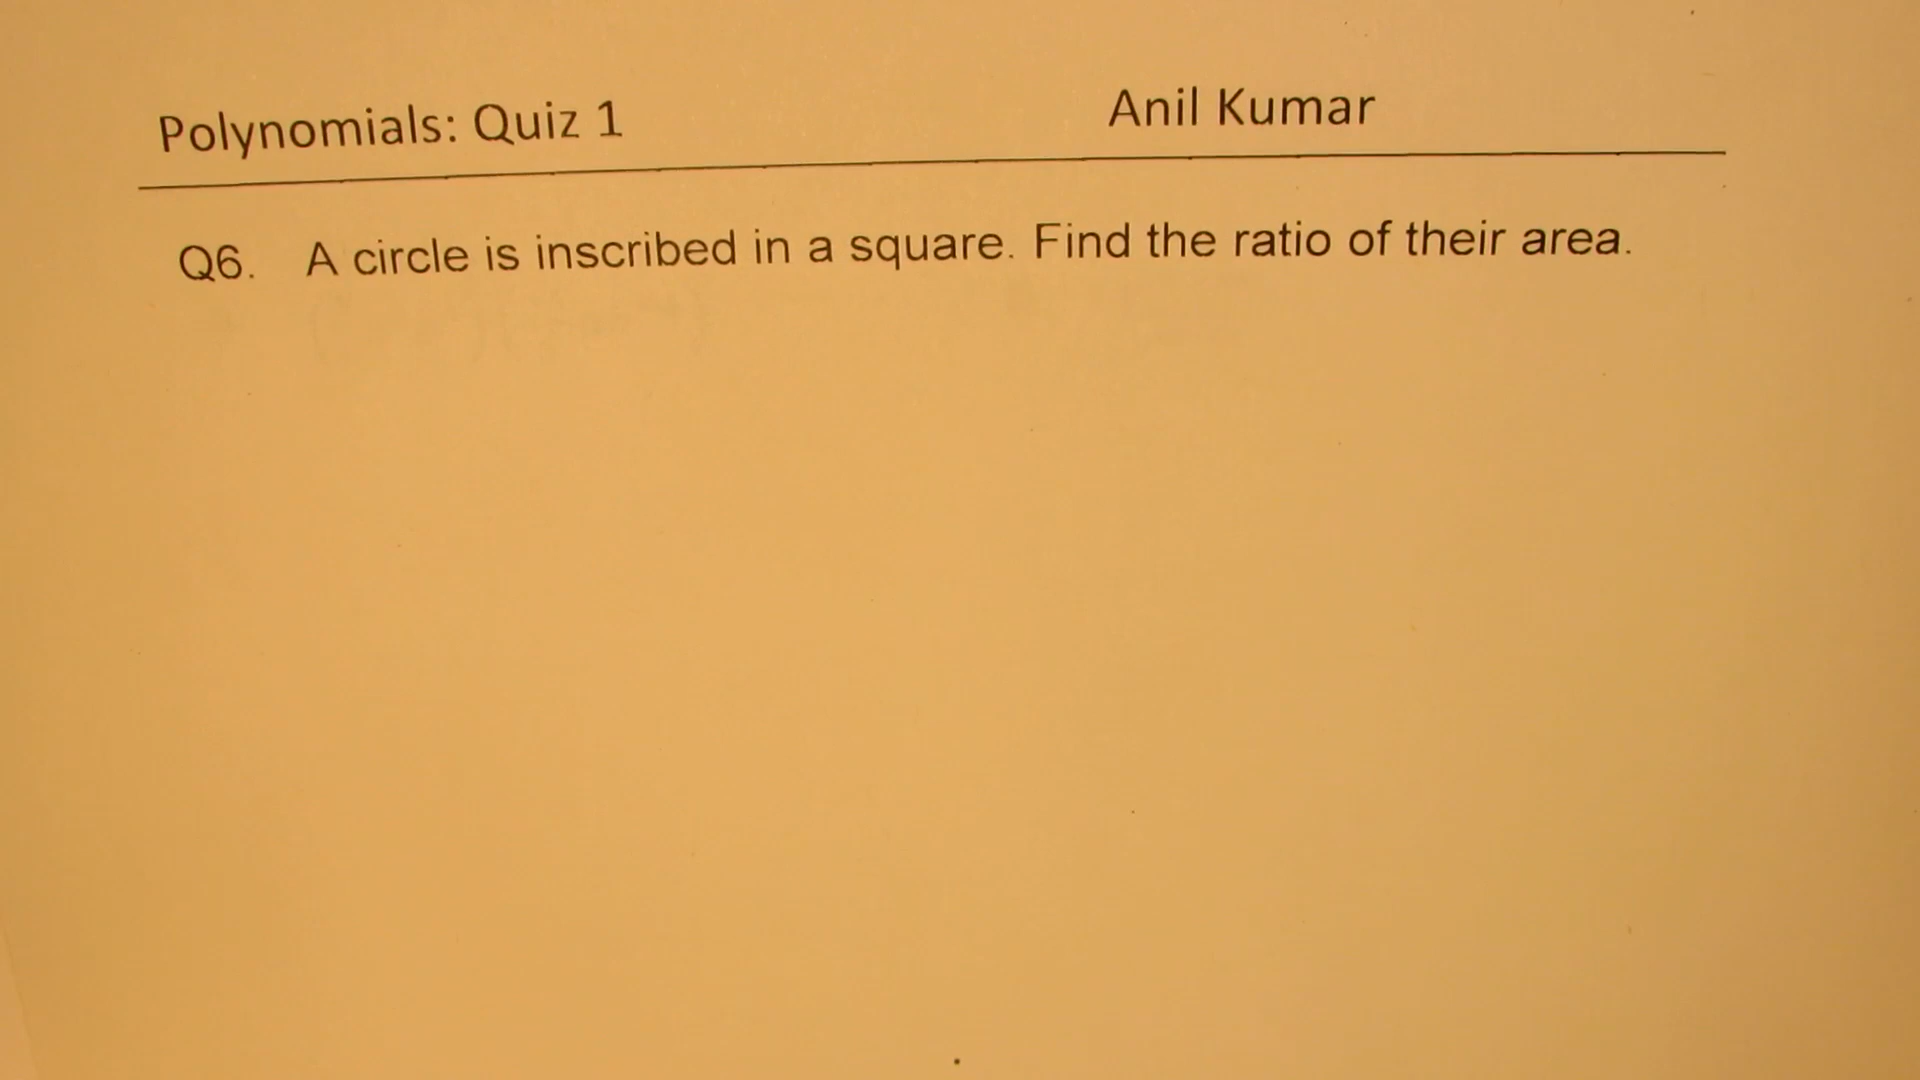 Polynomials: Quiz 1 Anil Kumar
Q6. A circle is inscribed in a square. Find the ratio of their area.